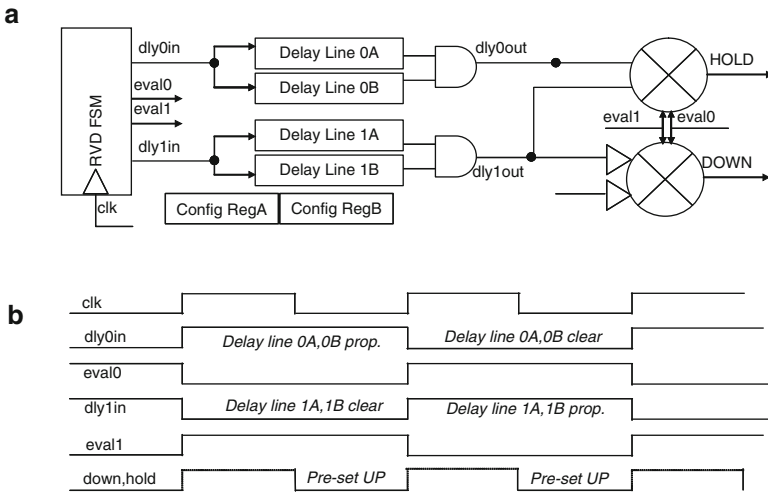 a
dly0in
Delay Line 0A
dly0out
HOLD
Delay Line 0B
eval0
eval1
RVD FSM
Delay Line 1A
eval1
eval0
dly1in
Delay Line 1B
dly1out
DOWN
clk
Config RegA
Config RegB
b
clk
dly0in
Delay line 0A,0B prop.
Delay line 0A,0B clear
eval0
dly1in
Delay line 1A,1B clear
Delay line 1A,1B prop.
eval1
down,hold
Pre-set UP
Pre-set UP